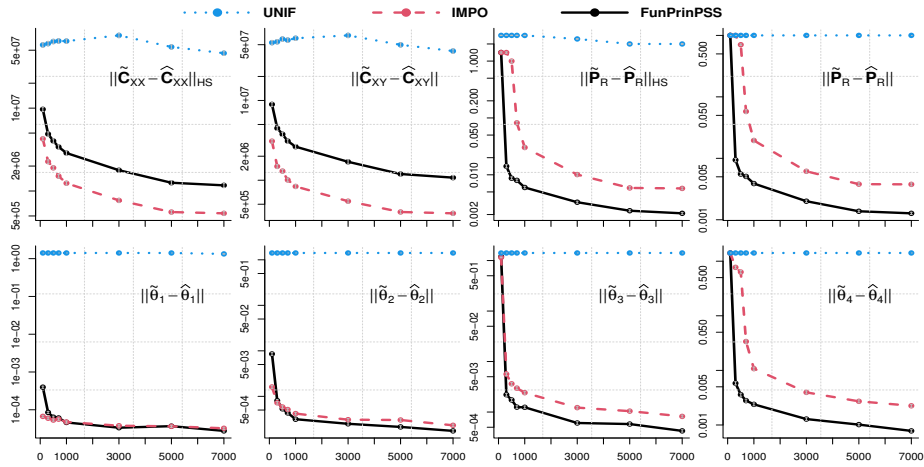 UNIF IMPO FunPrinPSS
5e+07
1e+07
2e+06
5e+05
||C̃XX − ĈXX||HS
5e+07
1e+07
2e+06
5e+05
||C̃XY − ĈXY||
1.000
0.200
0.050
0.010
0.002
||P̃R − P̂R||HS
0.500
0.050
0.005
0.001
||P̃R − P̂R||
1e+00
1e−01
1e−02
1e−03
1e−04
||θ̃1 − θ̂1||
0 1000 3000 5000 7000
5e−01
5e−02
5e−03
5e−04
5e−05
||θ̃2 − θ̂2||
0 1000 3000 5000 7000
5e−01
5e−02
5e−03
5e−04
||θ̃3 − θ̂3||
0 1000 3000 5000 7000
0.500
0.050
0.005
0.001
||θ̃4 − θ̂4||
0 1000 3000 5000 7000